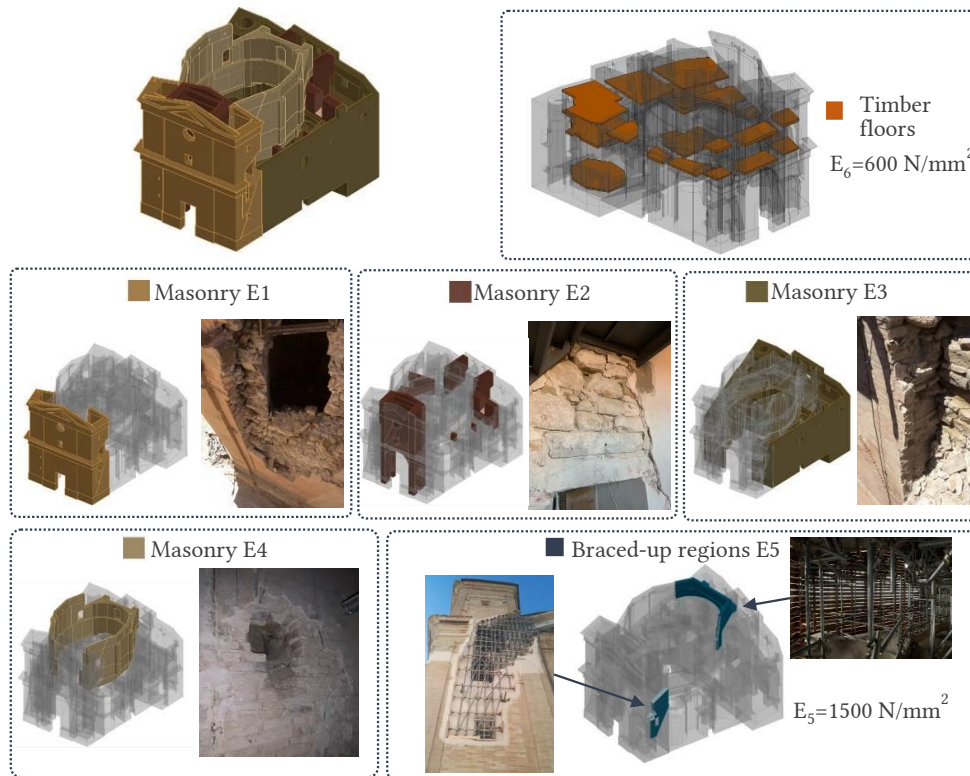 Timber
floors
E₆=600 N/mm²
Masonry E1
Masonry E2
Masonry E3
Masonry E4
Braced-up regions E5
E₅=1500 N/mm²